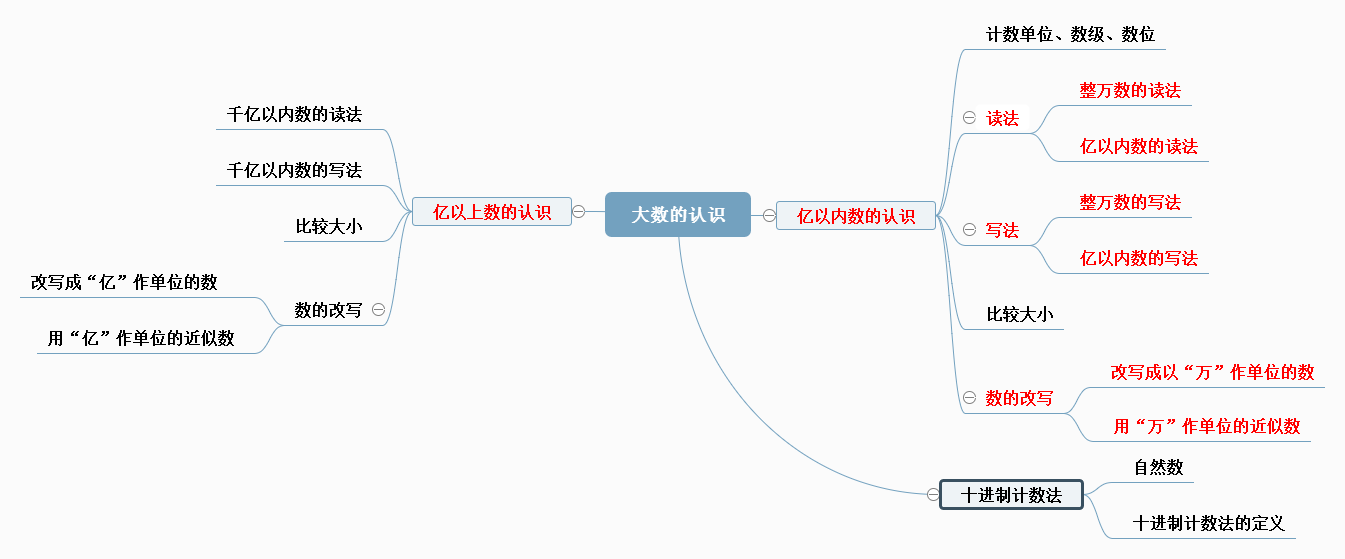 大数的认识
亿以内数的认识
计数单位、数级、数位
读法
整万数的读法
亿以内数的读法
写法
整万数的写法
亿以内数的写法
比较大小
数的改写
改写成以“万”作单位的数
用“万”作单位的近似数
十进制计数法
自然数
十进制计数法的定义
亿以上数的认识
千亿以内数的读法
千亿以内数的写法
比较大小
数的改写
改写成“亿”作单位的数
用“亿”作单位的近似数